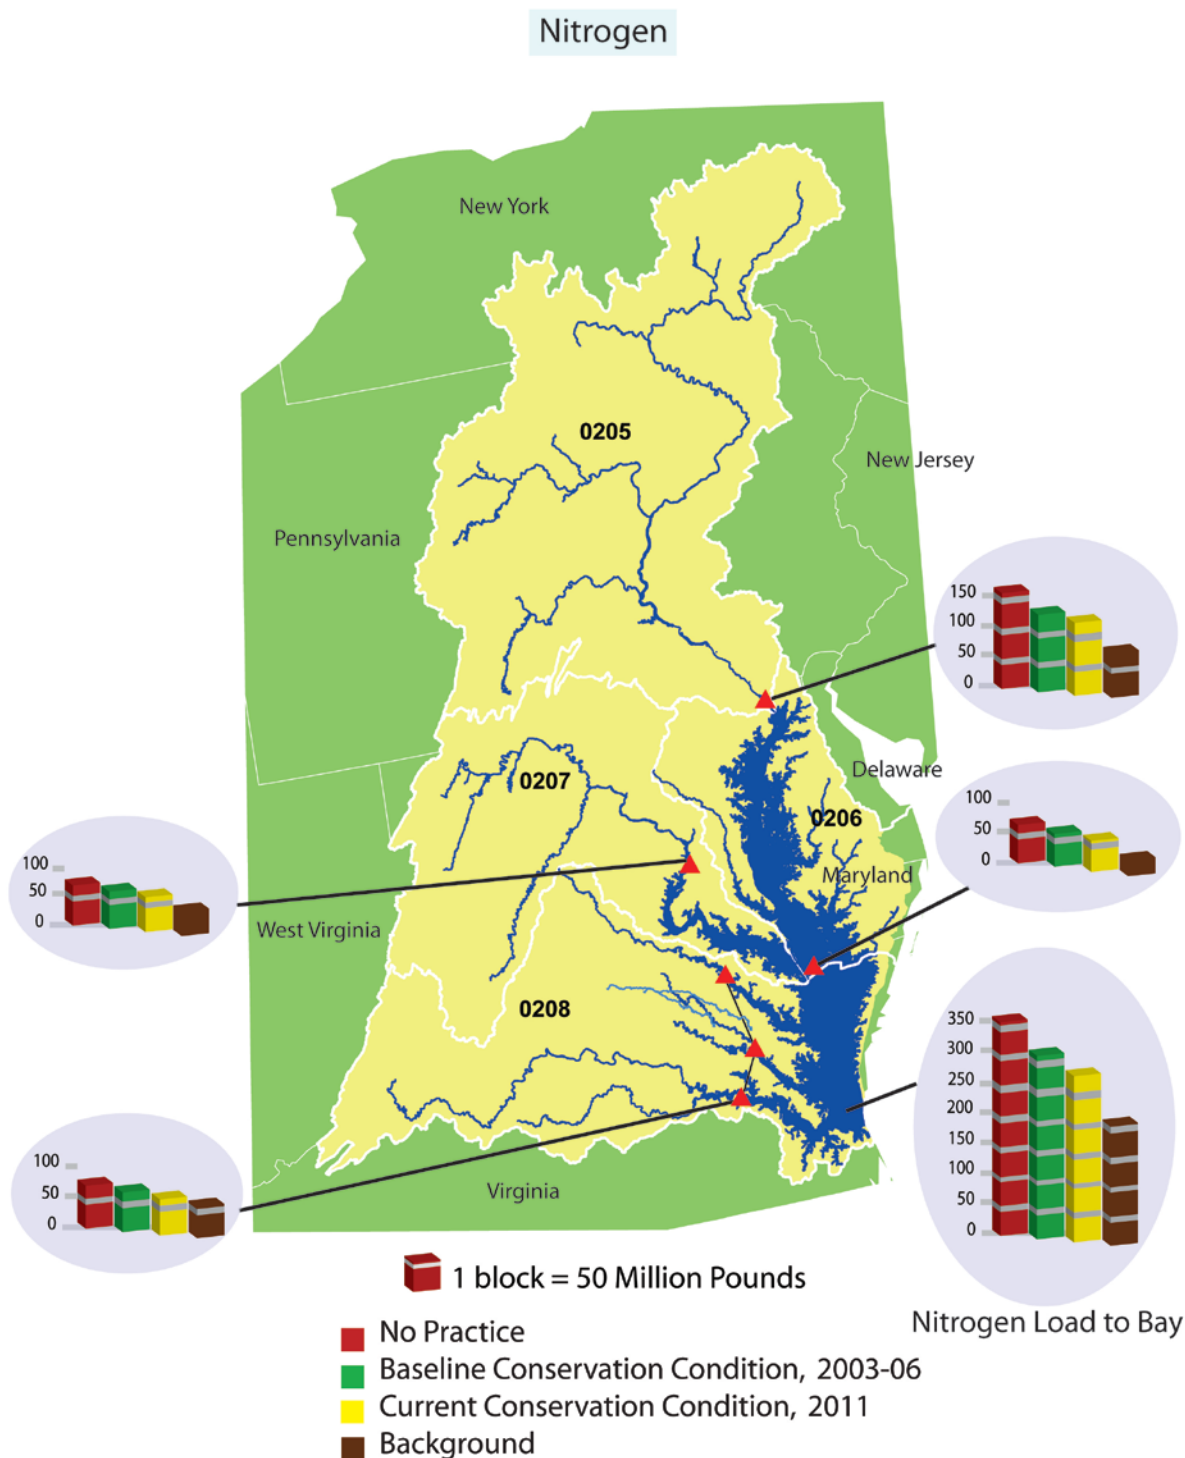 Nitrogen
New York
0205
New Jersey
Pennsylvania
150
100
50
0
Delaware
0207
0206
100
50
0
Maryland
100
50
0
West Virginia
0208
350
300
250
200
150
100
50
0
100
50
0
Virginia
1 block = 50 Million Pounds
Nitrogen Load to Bay
No Practice
Baseline Conservation Condition, 2003-06
Current Conservation Condition, 2011
Background